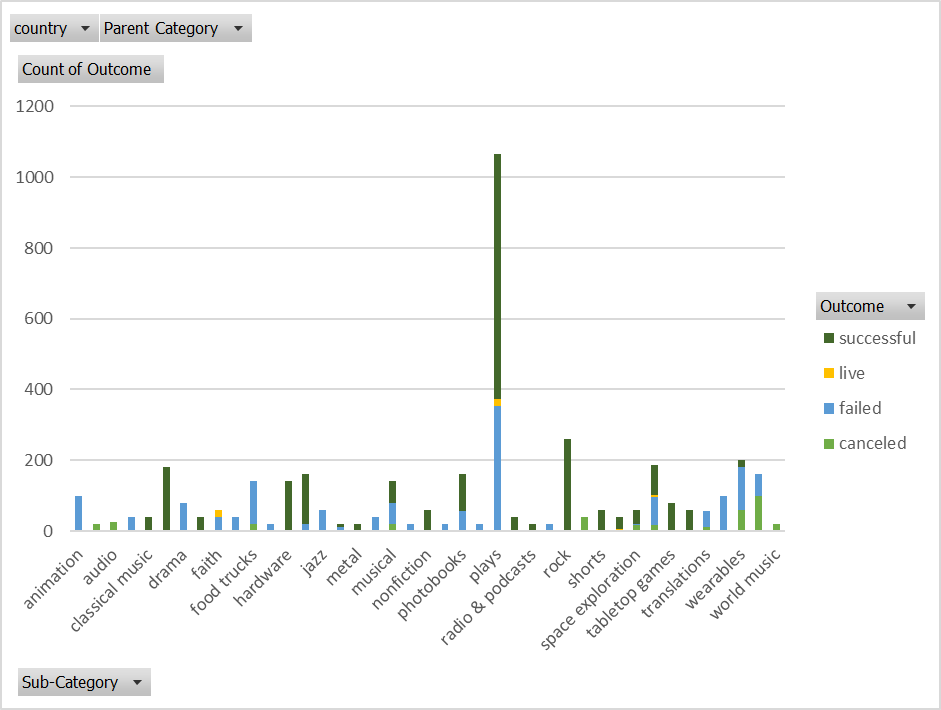 country
Parent Category
Count of Outcome
1200
1000
800
600
400
200
0
animation
audio
classical music
drama
faith
food trucks
hardware
jazz
metal
musical
nonfiction
photobooks
plays
radio & podcasts
rock
shorts
space exploration
tabletop games
translations
wearables
world music
Outcome
successful
live
failed
canceled
Sub-Category